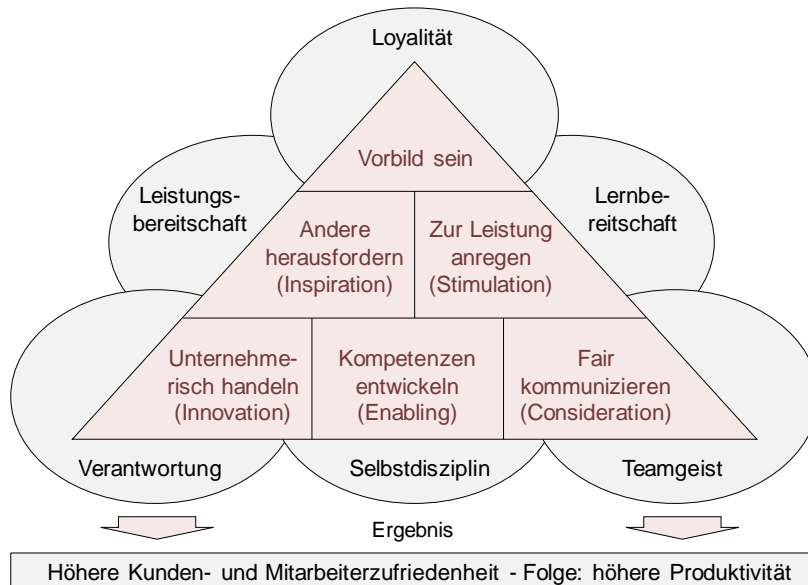 Loyalität
Vorbild sein
Leistungs-
bereitschaft
Lernbe-
reitschaft
Andere
herausfordern
(Inspiration)
Zur Leistung
anregen
(Stimulation)
Unternehme-
risch handeln
(Innovation)
Kompetenzen
entwickeln
(Enabling)
Fair
kommunizieren
(Consideration)
Verantwortung
Selbstdisziplin
Teamgeist
Ergebnis
Höhere Kunden- und Mitarbeiterzufriedenheit - Folge: höhere Produktivität